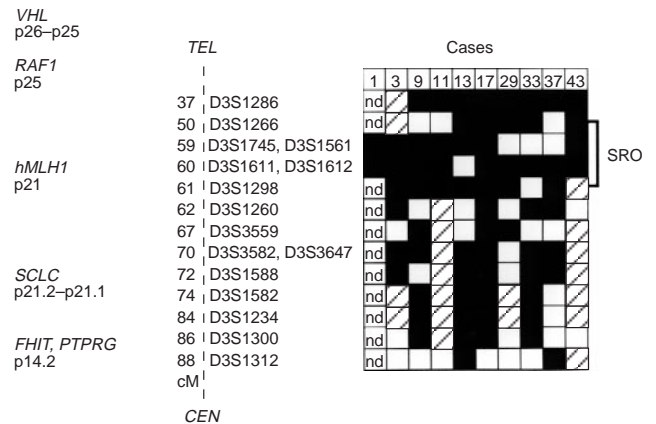 VHL
p26–p25
TEL
Cases
RAF1
p25
1 3 9 11 13 17 29 33 37 43
37 D3S1286 nd
50 D3S1266 nd
59 D3S1745, D3S1561
SRO
hMLH1
p21
60 D3S1611, D3S1612
61 D3S1298 nd
62 D3S1260 nd
67 D3S3559 nd
70 D3S3582, D3S3647 nd
SCLC
p21.2–p21.1
72 D3S1588 nd
74 D3S1582 nd
84 D3S1234 nd
FHIT, PTPRG
p14.2
86 D3S1300 nd
88 D3S1312 nd
cM
CEN